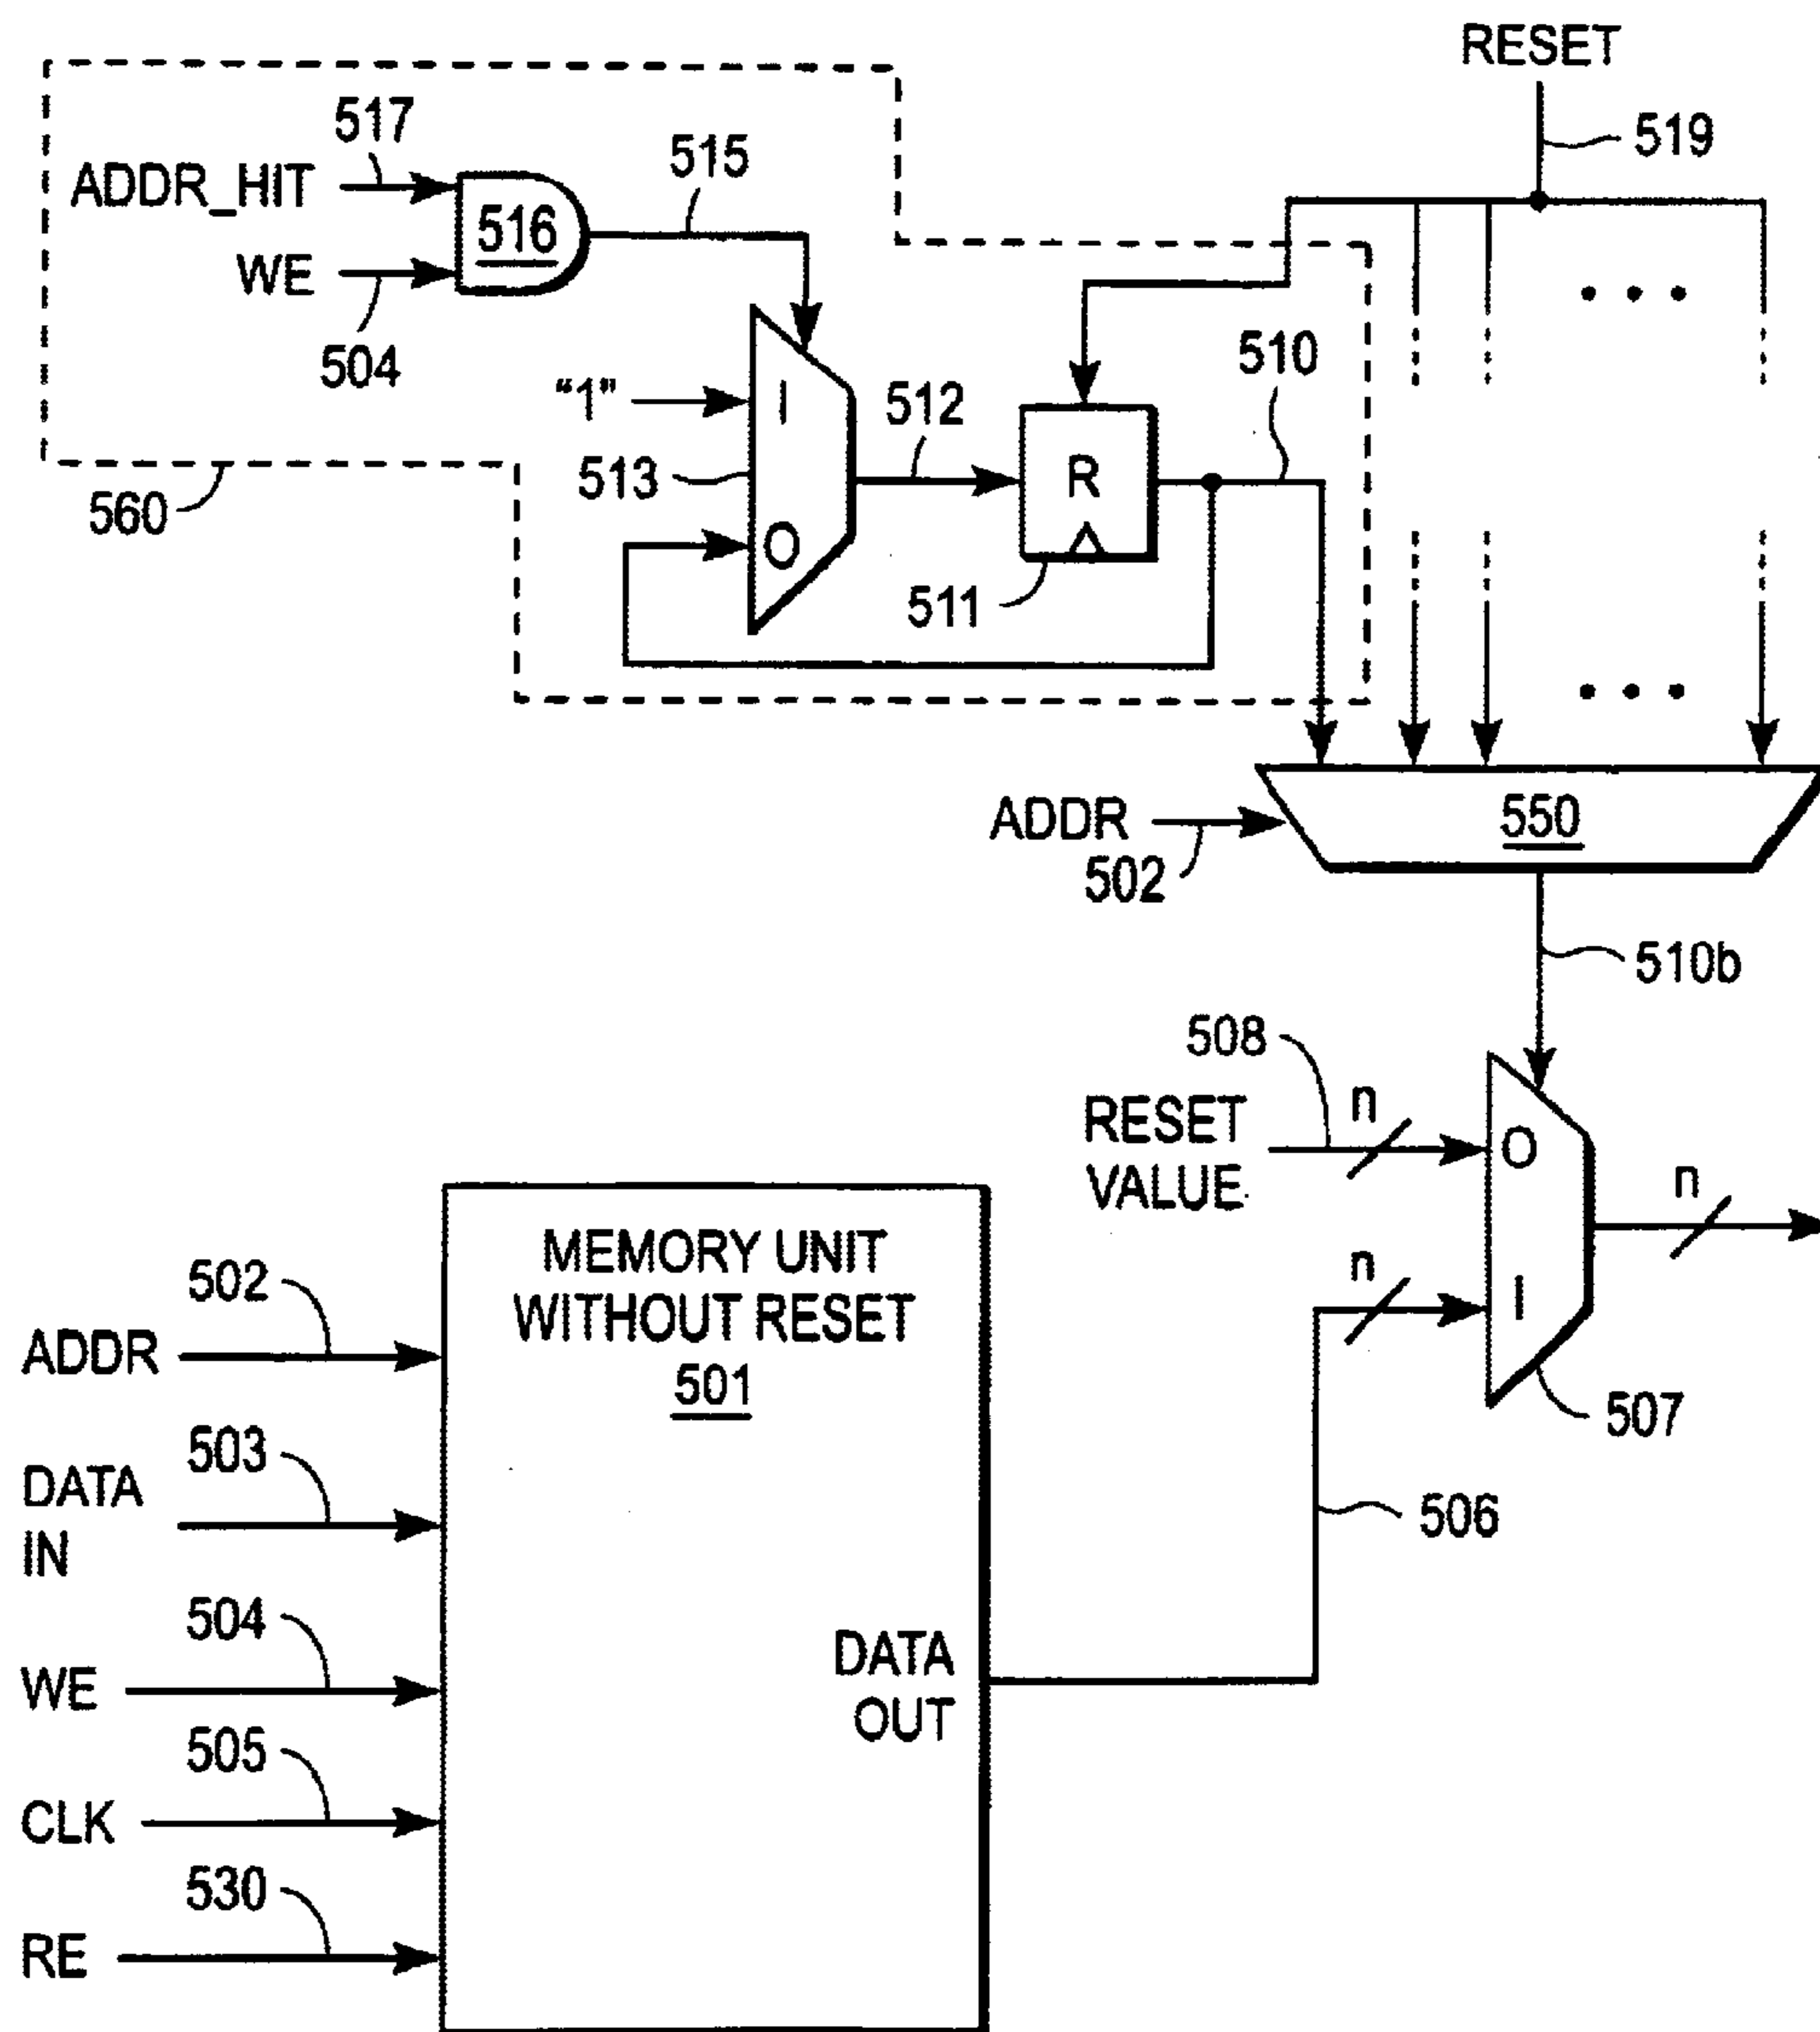 RESET
519
517
ADDR_HIT
516
515
WE
504
"1"
I
513
O
512
R
511
510
560
ADDR
502
550
510b
508
RESET
VALUE
n
O
n
I
n
507
506
MEMORY UNIT
WITHOUT RESET
501
502
ADDR
503
DATA
IN
504
WE
505
CLK
530
RE
DATA
OUT